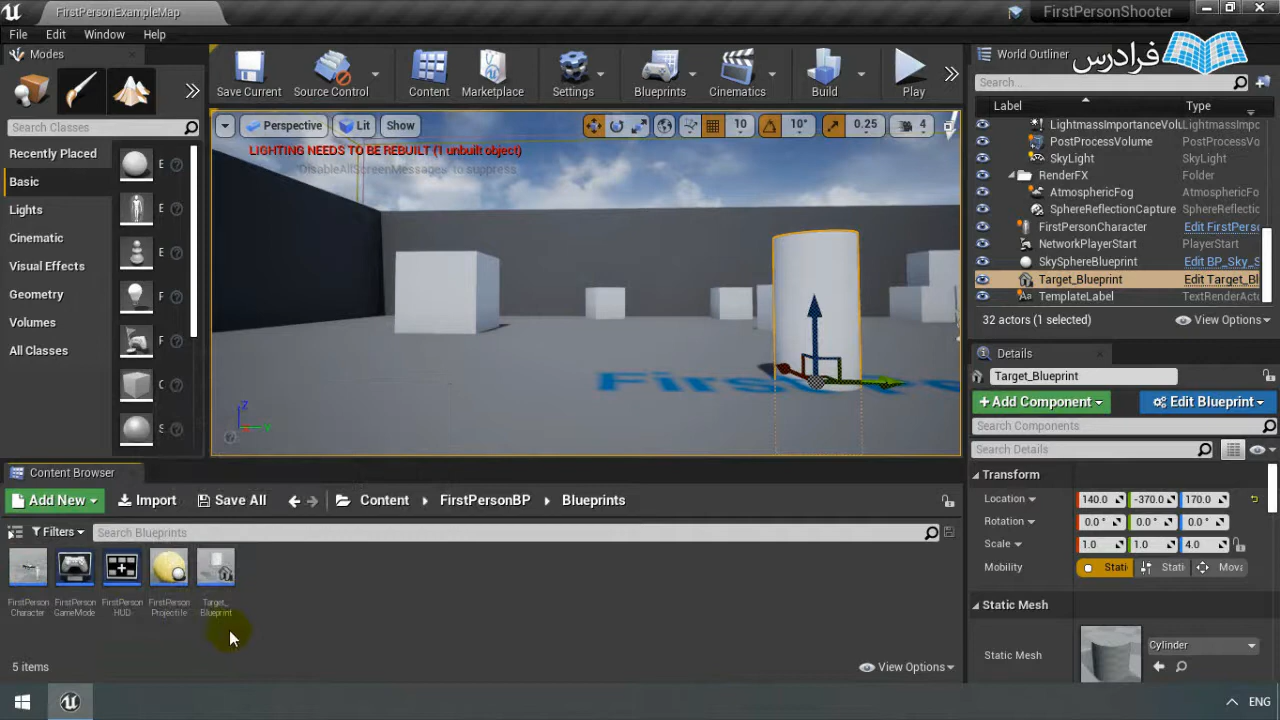 FirstPersonExampleMap
FirstPersonShooter
File Edit Window Help
فرادرس
Modes
Search Classes
Recently Placed
Basic
Lights
Cinematic
Visual Effects
Geometry
Volumes
All Classes
Save Current
Source Control
Content
Marketplace
Settings
Blueprints
Cinematics
Build
Play
Perspective
Lit
Show
10
10°
0.25
4
LIGHTING NEEDS TO BE REBUILT (1 unbuilt object)
DisableAllScreenMessages to suppress
World Outliner
Search...
Label Type
LightmassImportanceVolu Lightmass
PostProcessVolume PostProcessVo
SkyLight SkyLight
RenderFX Folder
AtmosphericFog AtmosphericFo
SphereReflectionCapture SphereReflectio
FirstPersonCharacter Edit FirstPerso
NetworkPlayerStart PlayerStart
SkySphereBlueprint Edit BP_Sky_S
Target_Blueprint Edit Target_Bl
TemplateLabel TextRenderActo
32 actors (1 selected)
View Options
Details
Target_Blueprint
Add Component
Edit Blueprint
Search Components
Search Details
Transform
Location 140.0 -370.0 170.0
Rotation 0.0° 0.0° 0.0°
Scale 1.0 1.0 4.0
Mobility Stati Stati Mova
Static Mesh
Static Mesh
Cylinder
Content Browser
Add New
Import
Save All
Content
FirstPersonBP
Blueprints
Filters
Search Blueprints
FirstPerson Character
FirstPerson GameMode
FirstPerson HUD
FirstPerson Projectile
Target_ Blueprint
5 items
View Options
ENG